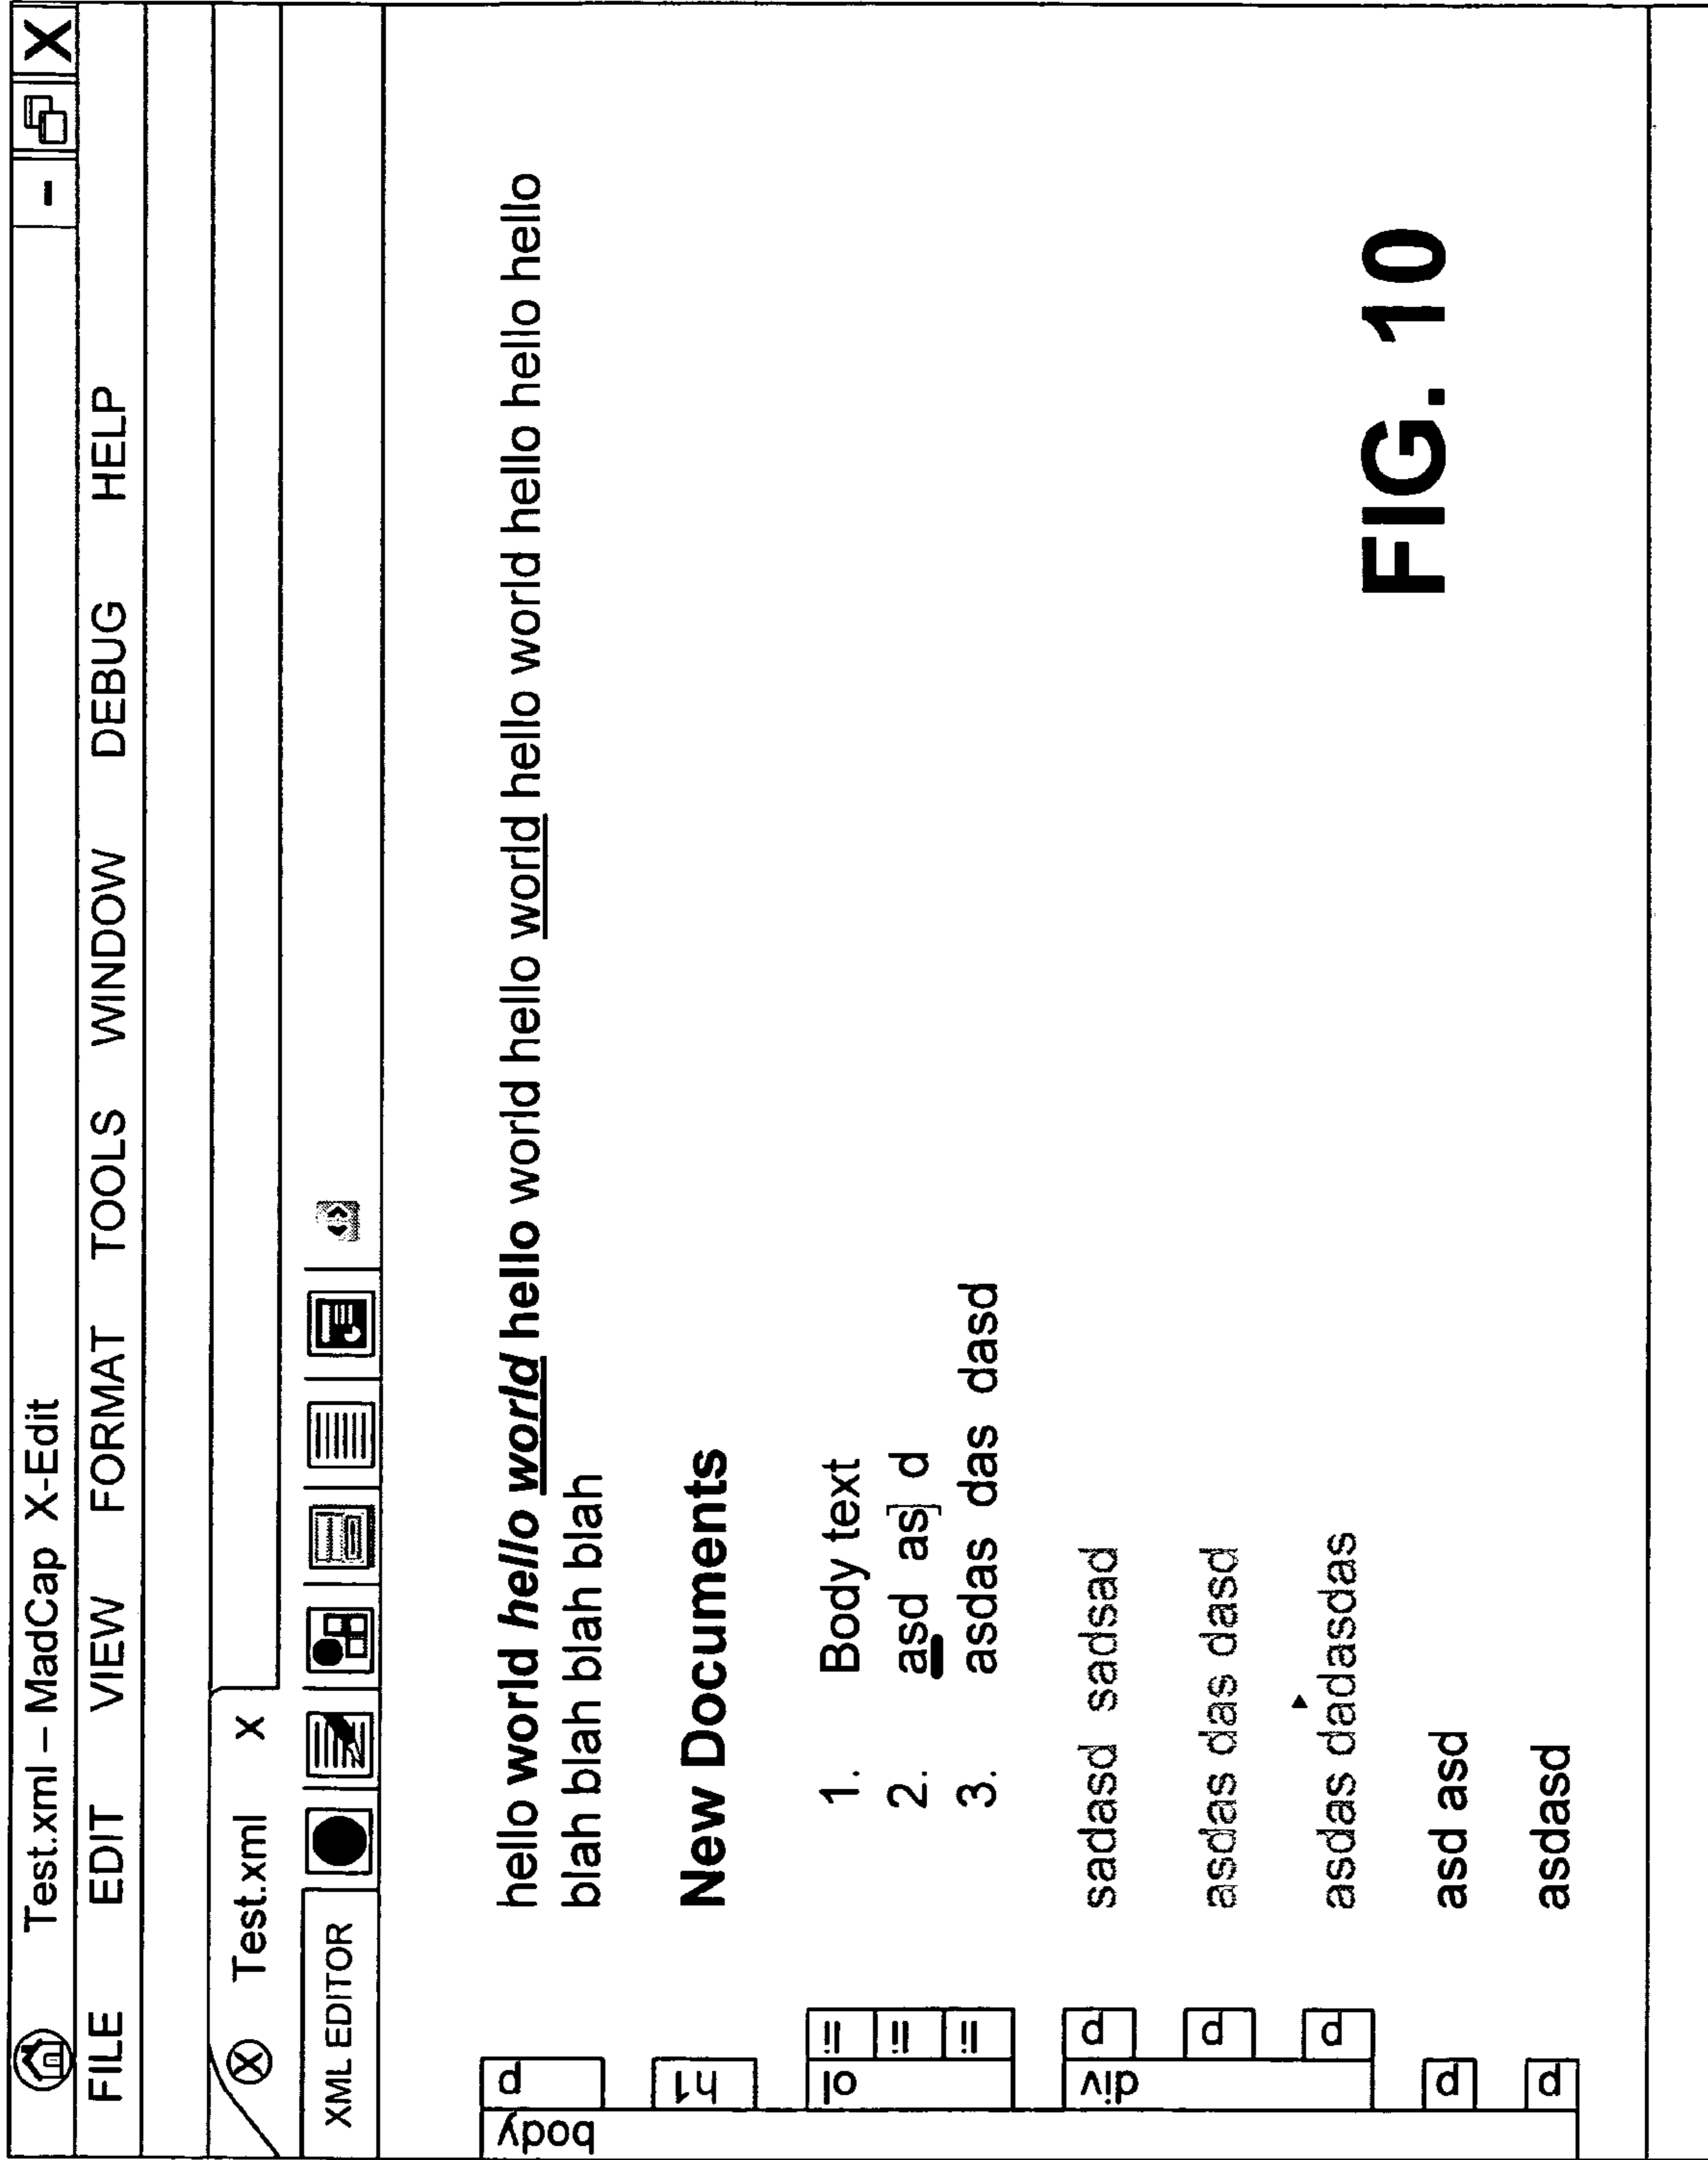 Test.xml – MadCap X-Edit - X
FILE EDIT VIEW FORMAT TOOLS WINDOW DEBUG HELP
Test.xml X
XML EDITOR
body
p
hello world hello world hello world hello world hello world hello hello hello
blah blah blah blah blah
h1
New Documents
ol
li 1. Body text
li 2. asd as] d
li 3. asdas das dasd
div
p sadasd sadsad
p asdas das dasd
p asdas dadasdas
p asd asd
p asdasd
FIG. 10